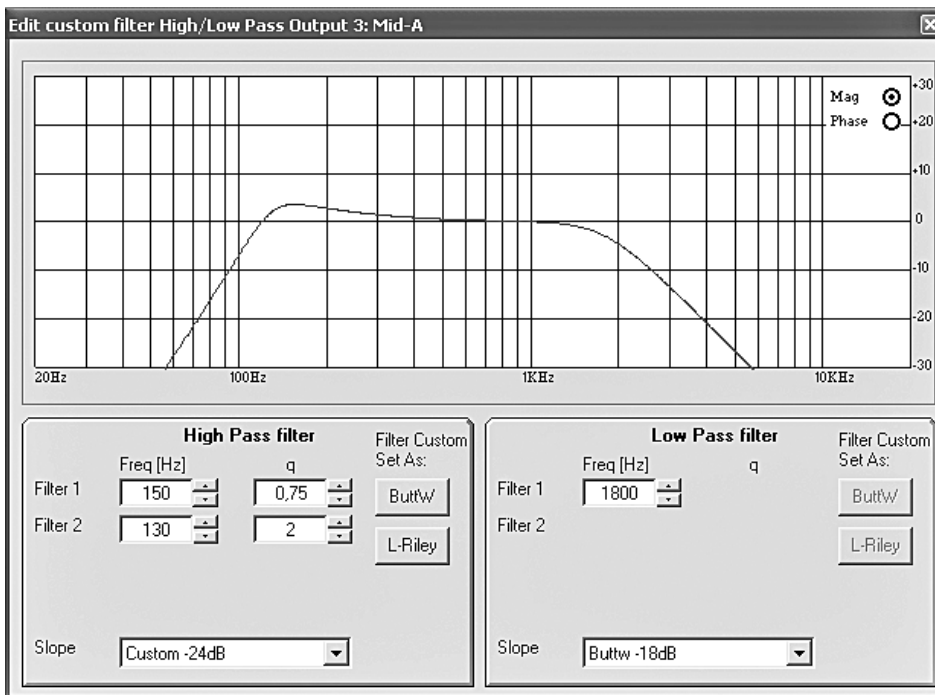 Edit custom filter High/Low Pass Output 3: Mid-A
Mag
Phase
+30
+20
+10
0
-10
-20
-30
20Hz
100Hz
1KHz
10KHz
High Pass filter
Filter Custom
Set As:
Freq [Hz]
q
Filter 1
150
0,75
ButtW
Filter 2
130
2
L-Riley
Slope
Custom -24dB
Low Pass filter
Filter Custom
Set As:
Freq [Hz]
q
Filter 1
1800
ButtW
Filter 2
L-Riley
Slope
Buttw -18dB